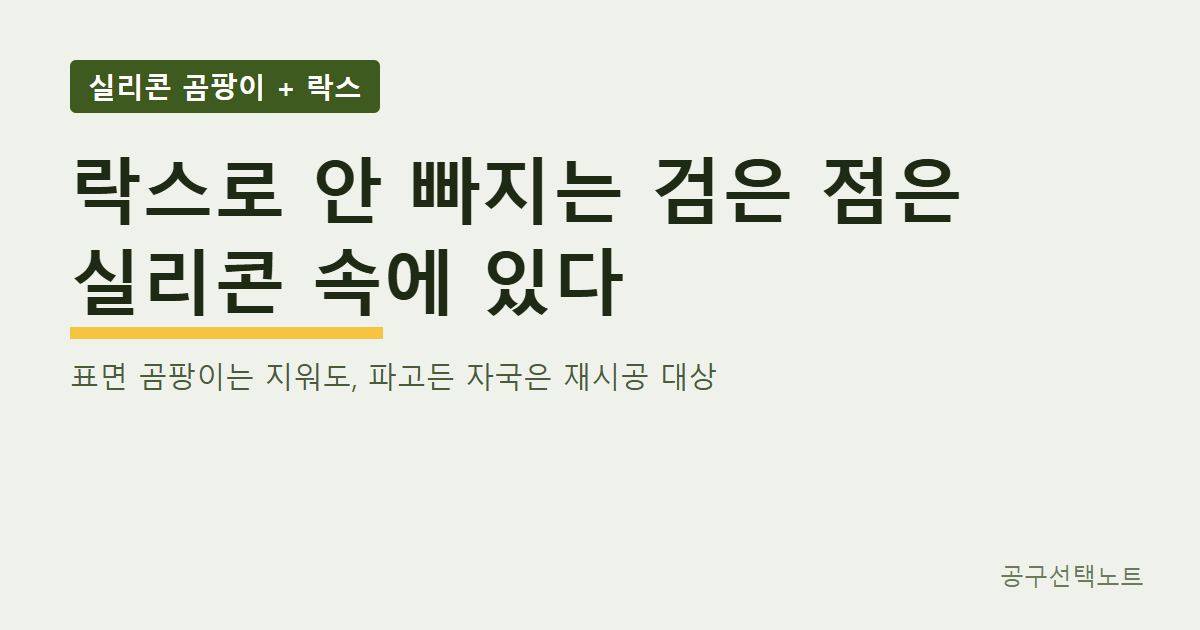 실리콘 곰팡이 + 락스
락스로 안 빠지는 검은 점은
실리콘 속에 있다
표면 곰팡이는 지워도, 파고든 자국은 재시공 대상
공구선택노트